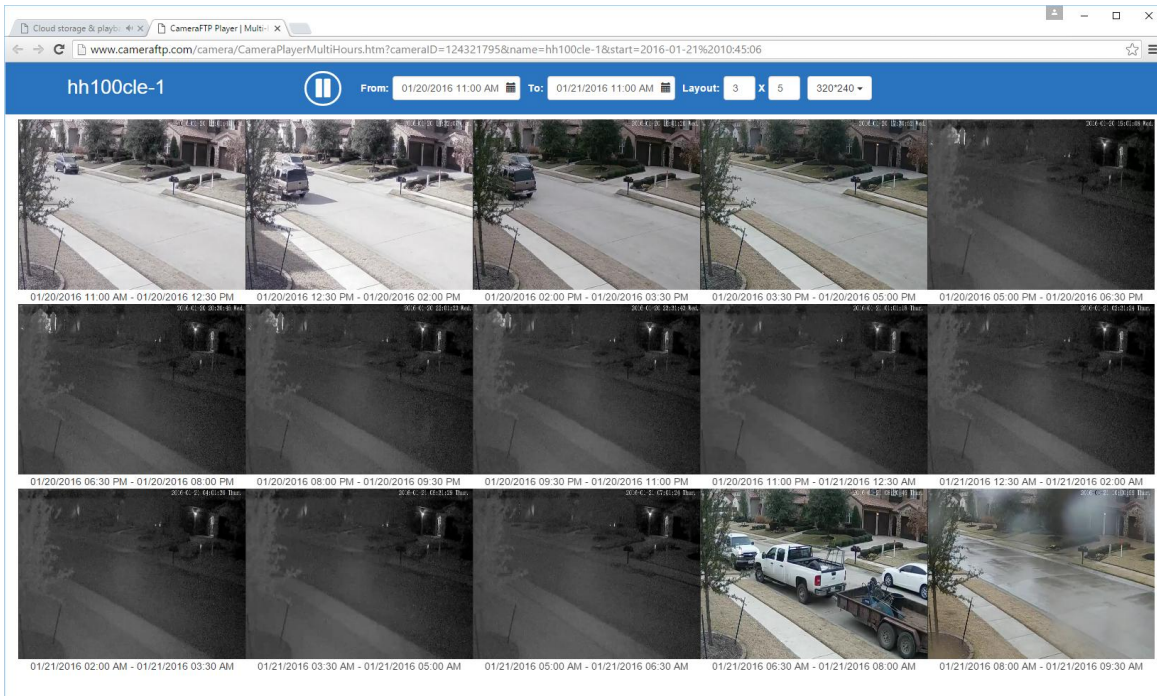 Cloud storage & playb
CameraFTP Player | Multi-
www.cameraftp.com/camera/CameraPlayerMultiHours.htm?cameraID=124321795&name=hh100cle-1&start=2016-01-21%2010:45:06
hh100cle-1
From: 01/20/2016 11:00 AM To: 01/21/2016 11:00 AM Layout: 3 X 5 320*240
01/20/2016 11:00 AM - 01/20/2016 12:30 PM 01/20/2016 12:30 PM - 01/20/2016 02:00 PM 01/20/2016 02:00 PM - 01/20/2016 03:30 PM 01/20/2016 03:30 PM - 01/20/2016 05:00 PM 01/20/2016 05:00 PM - 01/20/2016 06:30 PM
01/20/2016 06:30 PM - 01/20/2016 08:00 PM 01/20/2016 08:00 PM - 01/20/2016 09:30 PM 01/20/2016 09:30 PM - 01/20/2016 11:00 PM 01/20/2016 11:00 PM - 01/21/2016 12:30 AM 01/21/2016 12:30 AM - 01/21/2016 02:00 AM
01/21/2016 02:00 AM - 01/21/2016 03:30 AM 01/21/2016 03:30 AM - 01/21/2016 05:00 AM 01/21/2016 05:00 AM - 01/21/2016 06:30 AM 01/21/2016 06:30 AM - 01/21/2016 08:00 AM 01/21/2016 08:00 AM - 01/21/2016 09:30 AM